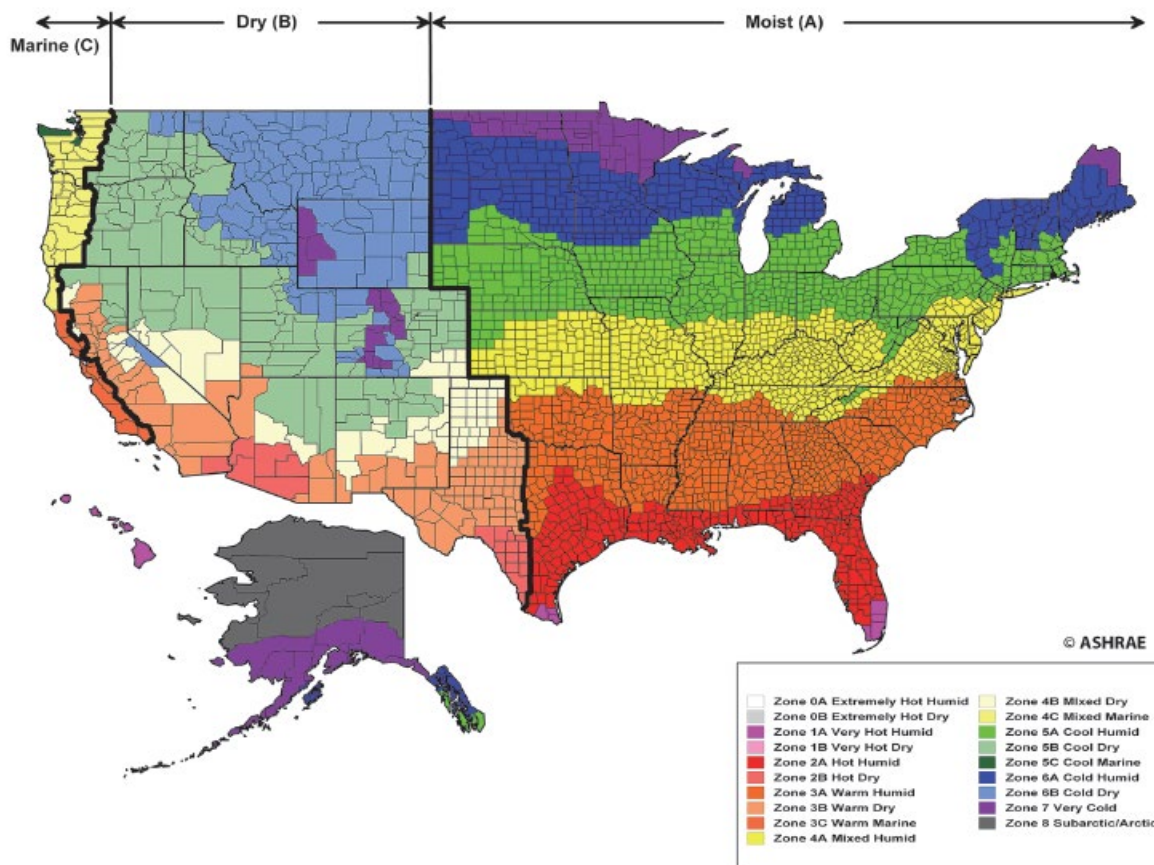 Marine (C)
Dry (B)
Moist (A)
© ASHRAE
Zone 0A Extremely Hot Humid
Zone 0B Extremely Hot Dry
Zone 1A Very Hot Humid
Zone 1B Very Hot Dry
Zone 2A Hot Humid
Zone 2B Hot Dry
Zone 3A Warm Humid
Zone 3B Warm Dry
Zone 3C Warm Marine
Zone 4A Mixed Humid
Zone 4B MIxed Dry
Zone 4C Mixed Marine
Zone 5A Cool Humid
Zone 5B Cool Dry
Zone 5C Cool Marine
Zone 6A Cold Humid
Zone 6B Cold Dry
Zone 7 Very Cold
Zone 8 Subarctic/Arctic